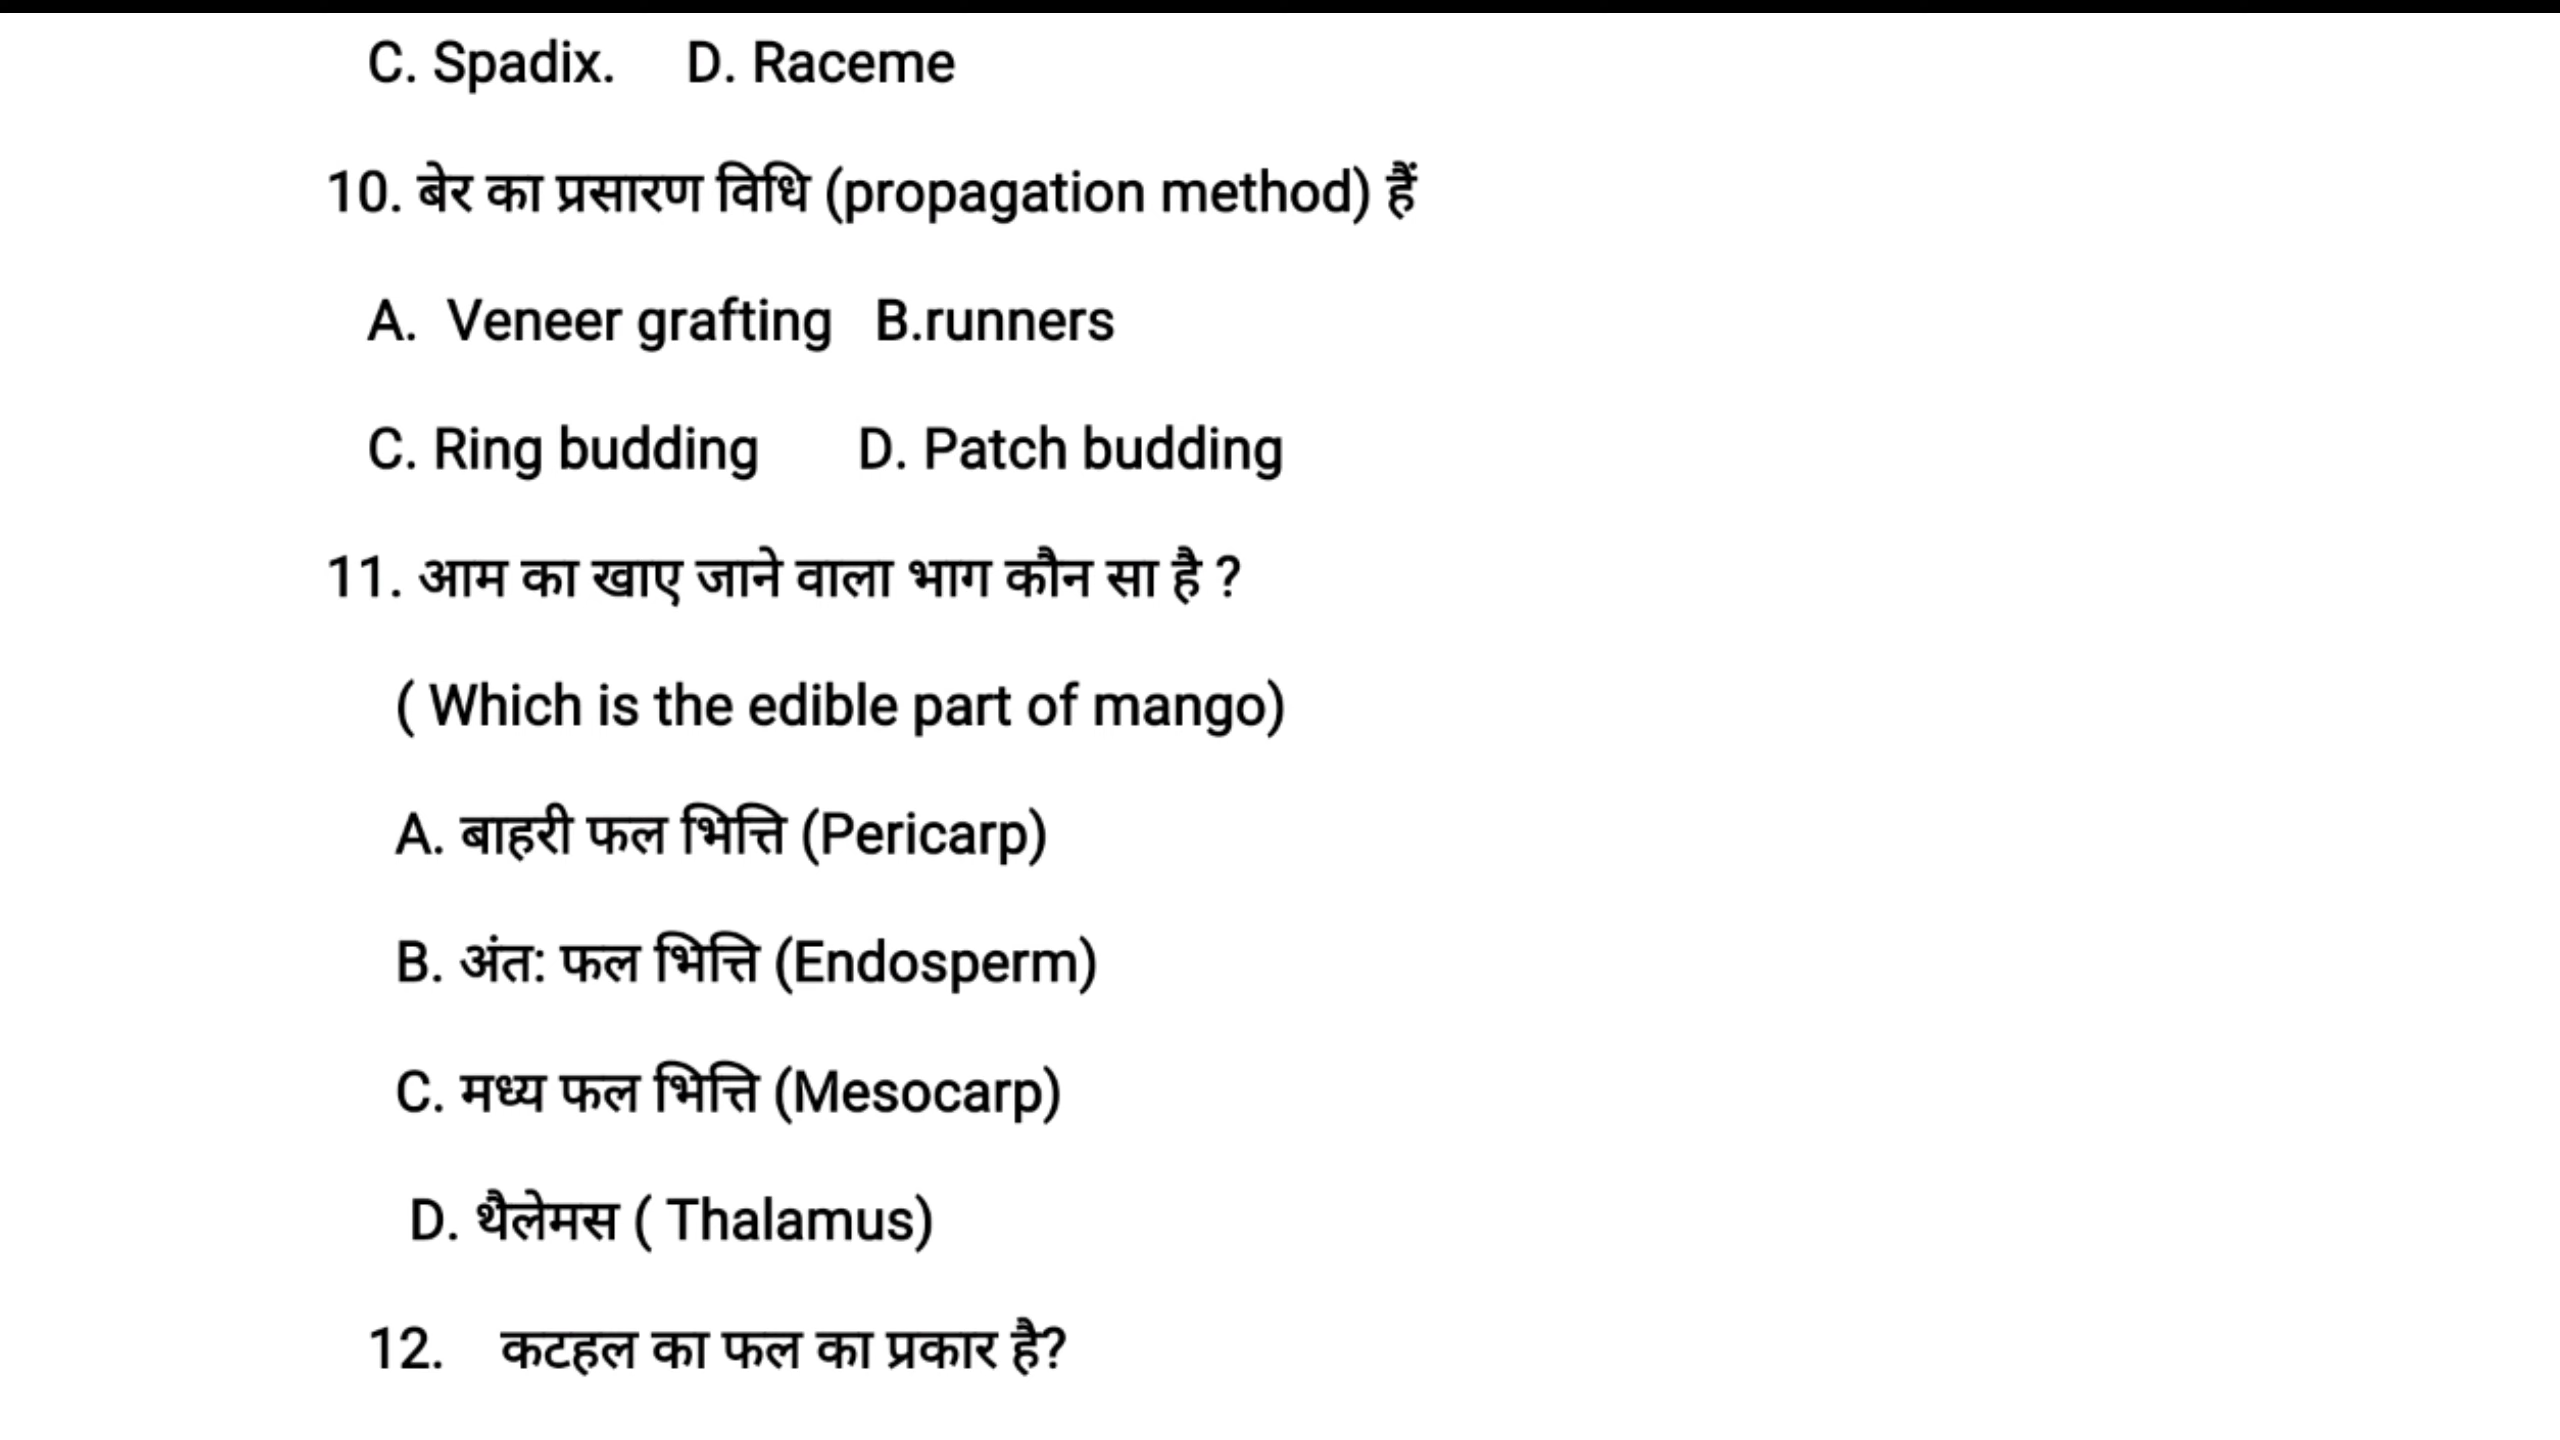 C. Spadix. D. Raceme
10. बेर का प्रसारण विधि (propagation method) हैं
A. Veneer grafting B.runners
C. Ring budding D. Patch budding
11. आम का खाए जाने वाला भाग कौन सा है ?
( Which is the edible part of mango)
A. बाहरी फल भित्ति (Pericarp)
B. अंत: फल भित्ति (Endosperm)
C. मध्य फल भित्ति (Mesocarp)
D. थैलेमस ( Thalamus)
12. कटहल का फल का प्रकार है?